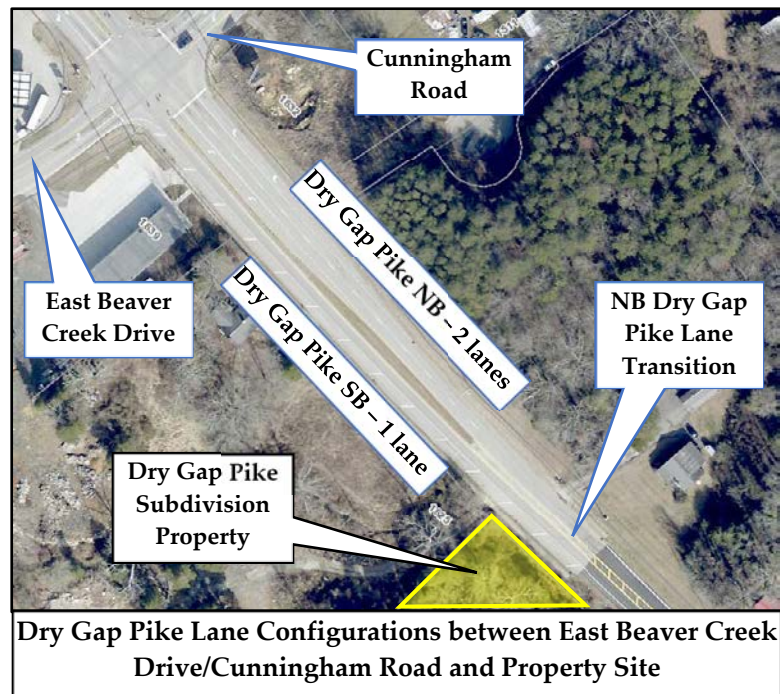 Cunningham
Road
1632
1630
Dry Gap Pike NB – 2 lanes
Dry Gap Pike SB – 1 lane
East Beaver
Creek Drive
NB Dry Gap
Pike Lane
Transition
Dry Gap Pike
Subdivision
Property
Dry Gap Pike Lane Configurations between East Beaver Creek
Drive/Cunningham Road and Property Site